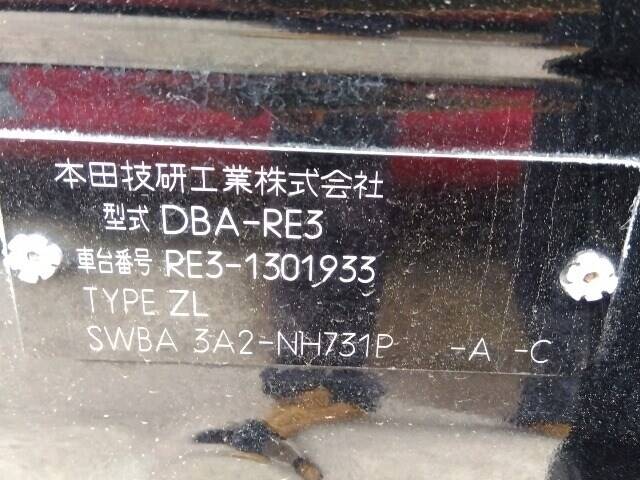 本田技研工業株式会社
型式 DBA-RE3
車台番号 RE3-1301933
TYPE ZL
SWBA 3A2-NH731P -A -C